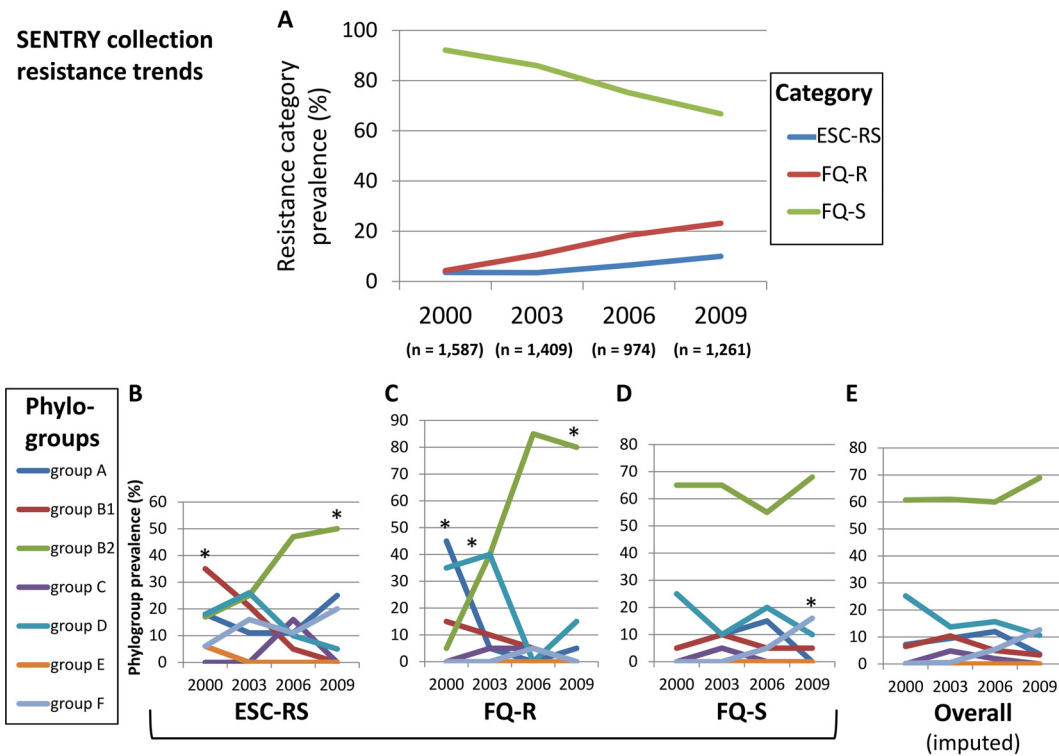 SENTRY collection
resistance trends
A
Resistance category
prevalence (%)
100
80
60
40
20
0
2000 2003 2006 2009
(n = 1,587) (n = 1,409) (n = 974) (n = 1,261)
Category
ESC-RS
FQ-R
FQ-S
Phylo-
groups
group A
group B1
group B2
group C
group D
group E
group F
B
Phylogroup prevalence (%)
60
50
40
30
20
10
0
* *
2000 2003 2006 2009
ESC-RS
C
90
80
70
60
50
40
30
20
10
0
* * *
2000 2003 2006 2009
FQ-R
D
80
70
60
50
40
30
20
10
0
*
2000 2003 2006 2009
FQ-S
E
80
70
60
50
40
30
20
10
0
2000 2003 2006 2009
Overall
(imputed)